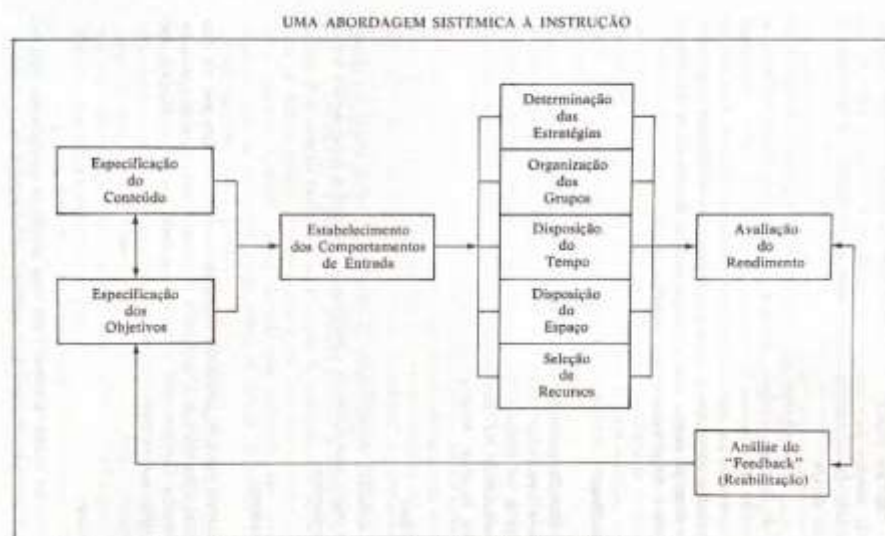 UMA ABORDAGEM SISTÊMICA À INSTRUÇÃO
Especificação
do
Conteúdo
Especificação
dos
Objetivos
Estabelecimento
dos Comportamentos
de Entrada
Determinação
das
Estratégias
Organização
dos
Grupos
Disposição
do
Tempo
Disposição
do
Espaço
Seleção
de
Recursos
Avaliação
do
Rendimento
Análise do
"Feedback"
(Reabilitação)